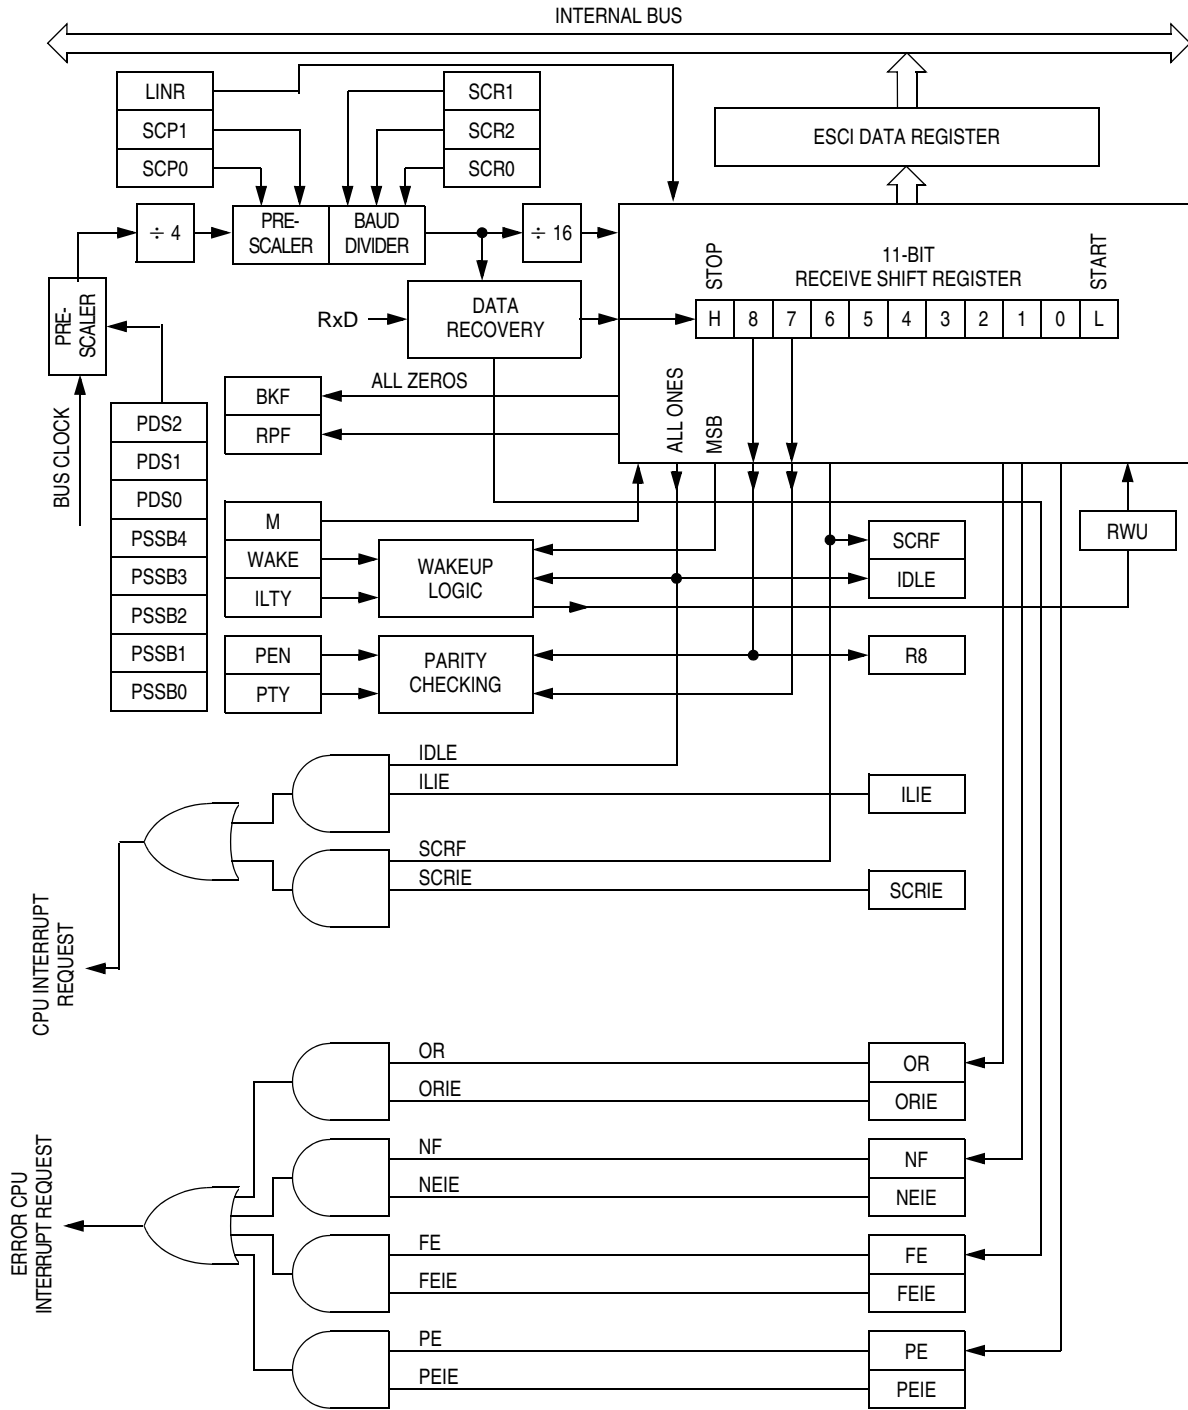 INTERNAL BUS
LINR
SCP1
SCP0
SCR1
SCR2
SCR0
ESCI DATA REGISTER
÷ 4
PRE-
SCALER
BAUD
DIVIDER
÷ 16
PRE-
SCALER
BUS CLOCK
RxD
DATA
RECOVERY
STOP
11-BIT
RECEIVE SHIFT REGISTER
START
H 8 7 6 5 4 3 2 1 0 L
ALL ZEROS
ALL ONES
MSB
BKF
RPF
PDS2
PDS1
PDS0
PSSB4
PSSB3
PSSB2
PSSB1
PSSB0
M
WAKE
ILTY
WAKEUP
LOGIC
PEN
PTY
PARITY
CHECKING
SCRF
IDLE
RWU
R8
IDLE
ILIE
ILIE
SCRF
SCRIE
SCRIE
CPU INTERRUPT
REQUEST
OR
ORIE
OR
ORIE
NF
NEIE
NF
NEIE
FE
FEIE
FE
FEIE
PE
PEIE
PE
PEIE
ERROR CPU
INTERRUPT REQUEST